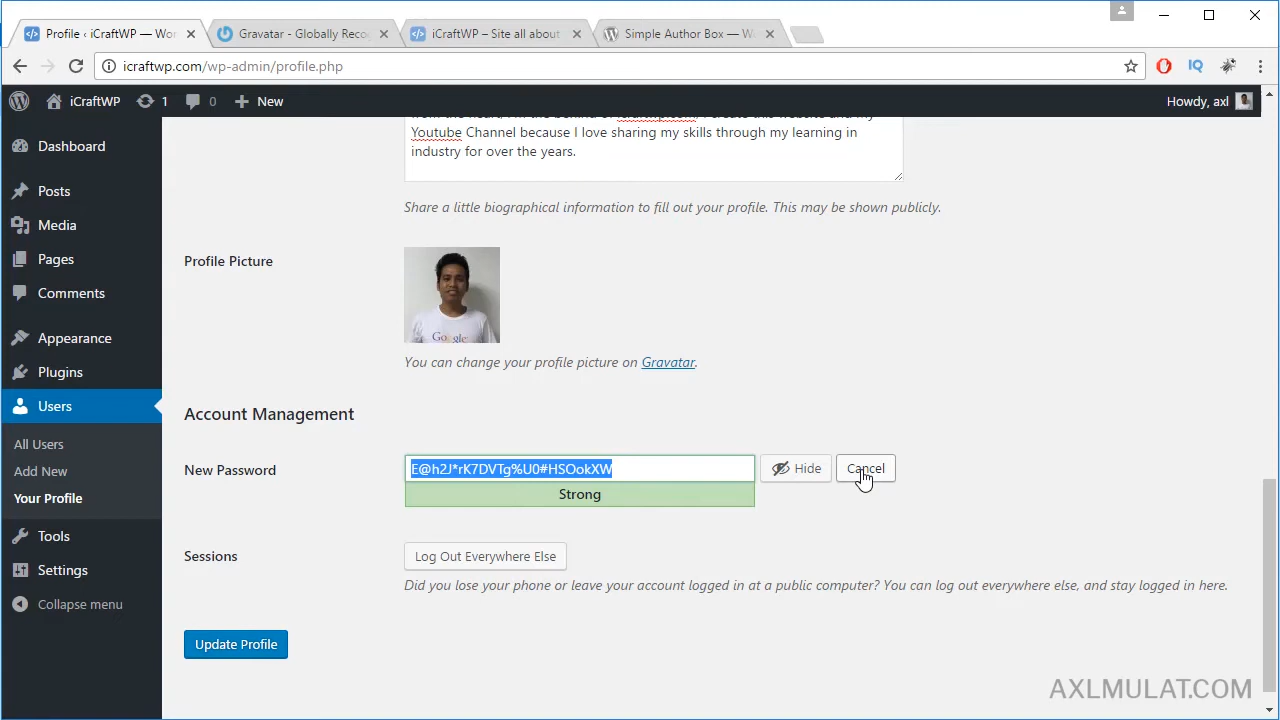 Profile ‹ iCraftWP — Wor
Gravatar - Globally Reco
iCraftWP – Site all about
Simple Author Box — W
icraftwp.com/wp-admin/profile.php
IQ
iCraftWP
1
0
New
Howdy, axl
Dashboard
Posts
Media
Pages
Comments
Appearance
Plugins
Users
All Users
Add New
Your Profile
Tools
Settings
Collapse menu
Youtube Channel because I love sharing my skills through my learning in
industry for over the years.
Share a little biographical information to fill out your profile. This may be shown publicly.
Profile Picture
Google
You can change your profile picture on Gravatar.
Account Management
New Password
E@h2J*rK7DVTg%U0#HSOokXW
Hide
Cancel
Strong
Sessions
Log Out Everywhere Else
Did you lose your phone or leave your account logged in at a public computer? You can log out everywhere else, and stay logged in here.
Update Profile
AXLMULAT.COM